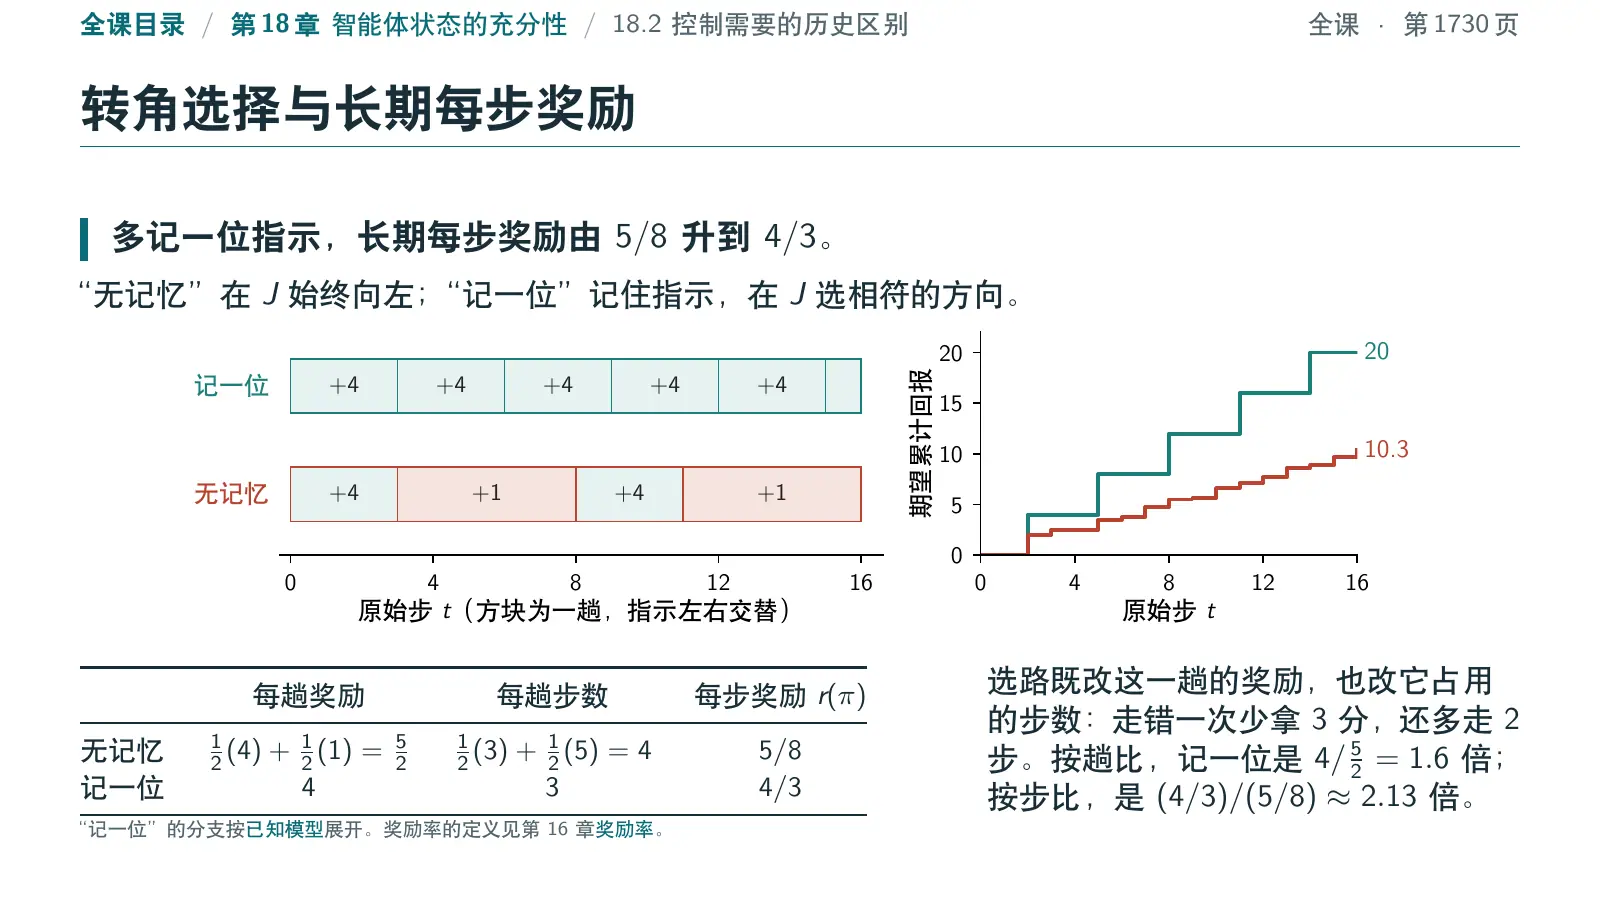 全课目录 / 第 18 章 智能体状态的充分性 / 18.2 控制需要的历史区别
全课 · 第 1730 页
转角选择与长期每步奖励
多记一位指示，长期每步奖励由 5/8 升到 4/3。
“无记忆”在 J 始终向左；“记一位”记住指示，在 J 选相符的方向。
记一位 +4 +4 +4 +4 +4
无记忆 +4 +1 +4 +1
0 4 8 12 16
原始步 t（方块为一趟，指示左右交替）
期望累计回报
20
15
10
5
0
20
10.3
0 4 8 12 16
原始步 t
每趟奖励 每趟步数 每步奖励 r(π)
无记忆 1/2(4) + 1/2(1) = 5/2 1/2(3) + 1/2(5) = 4 5/8
记一位 4 3 4/3
“记一位”的分支按已知模型展开。奖励率的定义见第 16 章奖励率。
选路既改这一趟的奖励，也改它占用
的步数：走错一次少拿 3 分，还多走 2
步。按趟比，记一位是 4/5/2 = 1.6 倍；
按步比，是 (4/3)/(5/8) ≈ 2.13 倍。